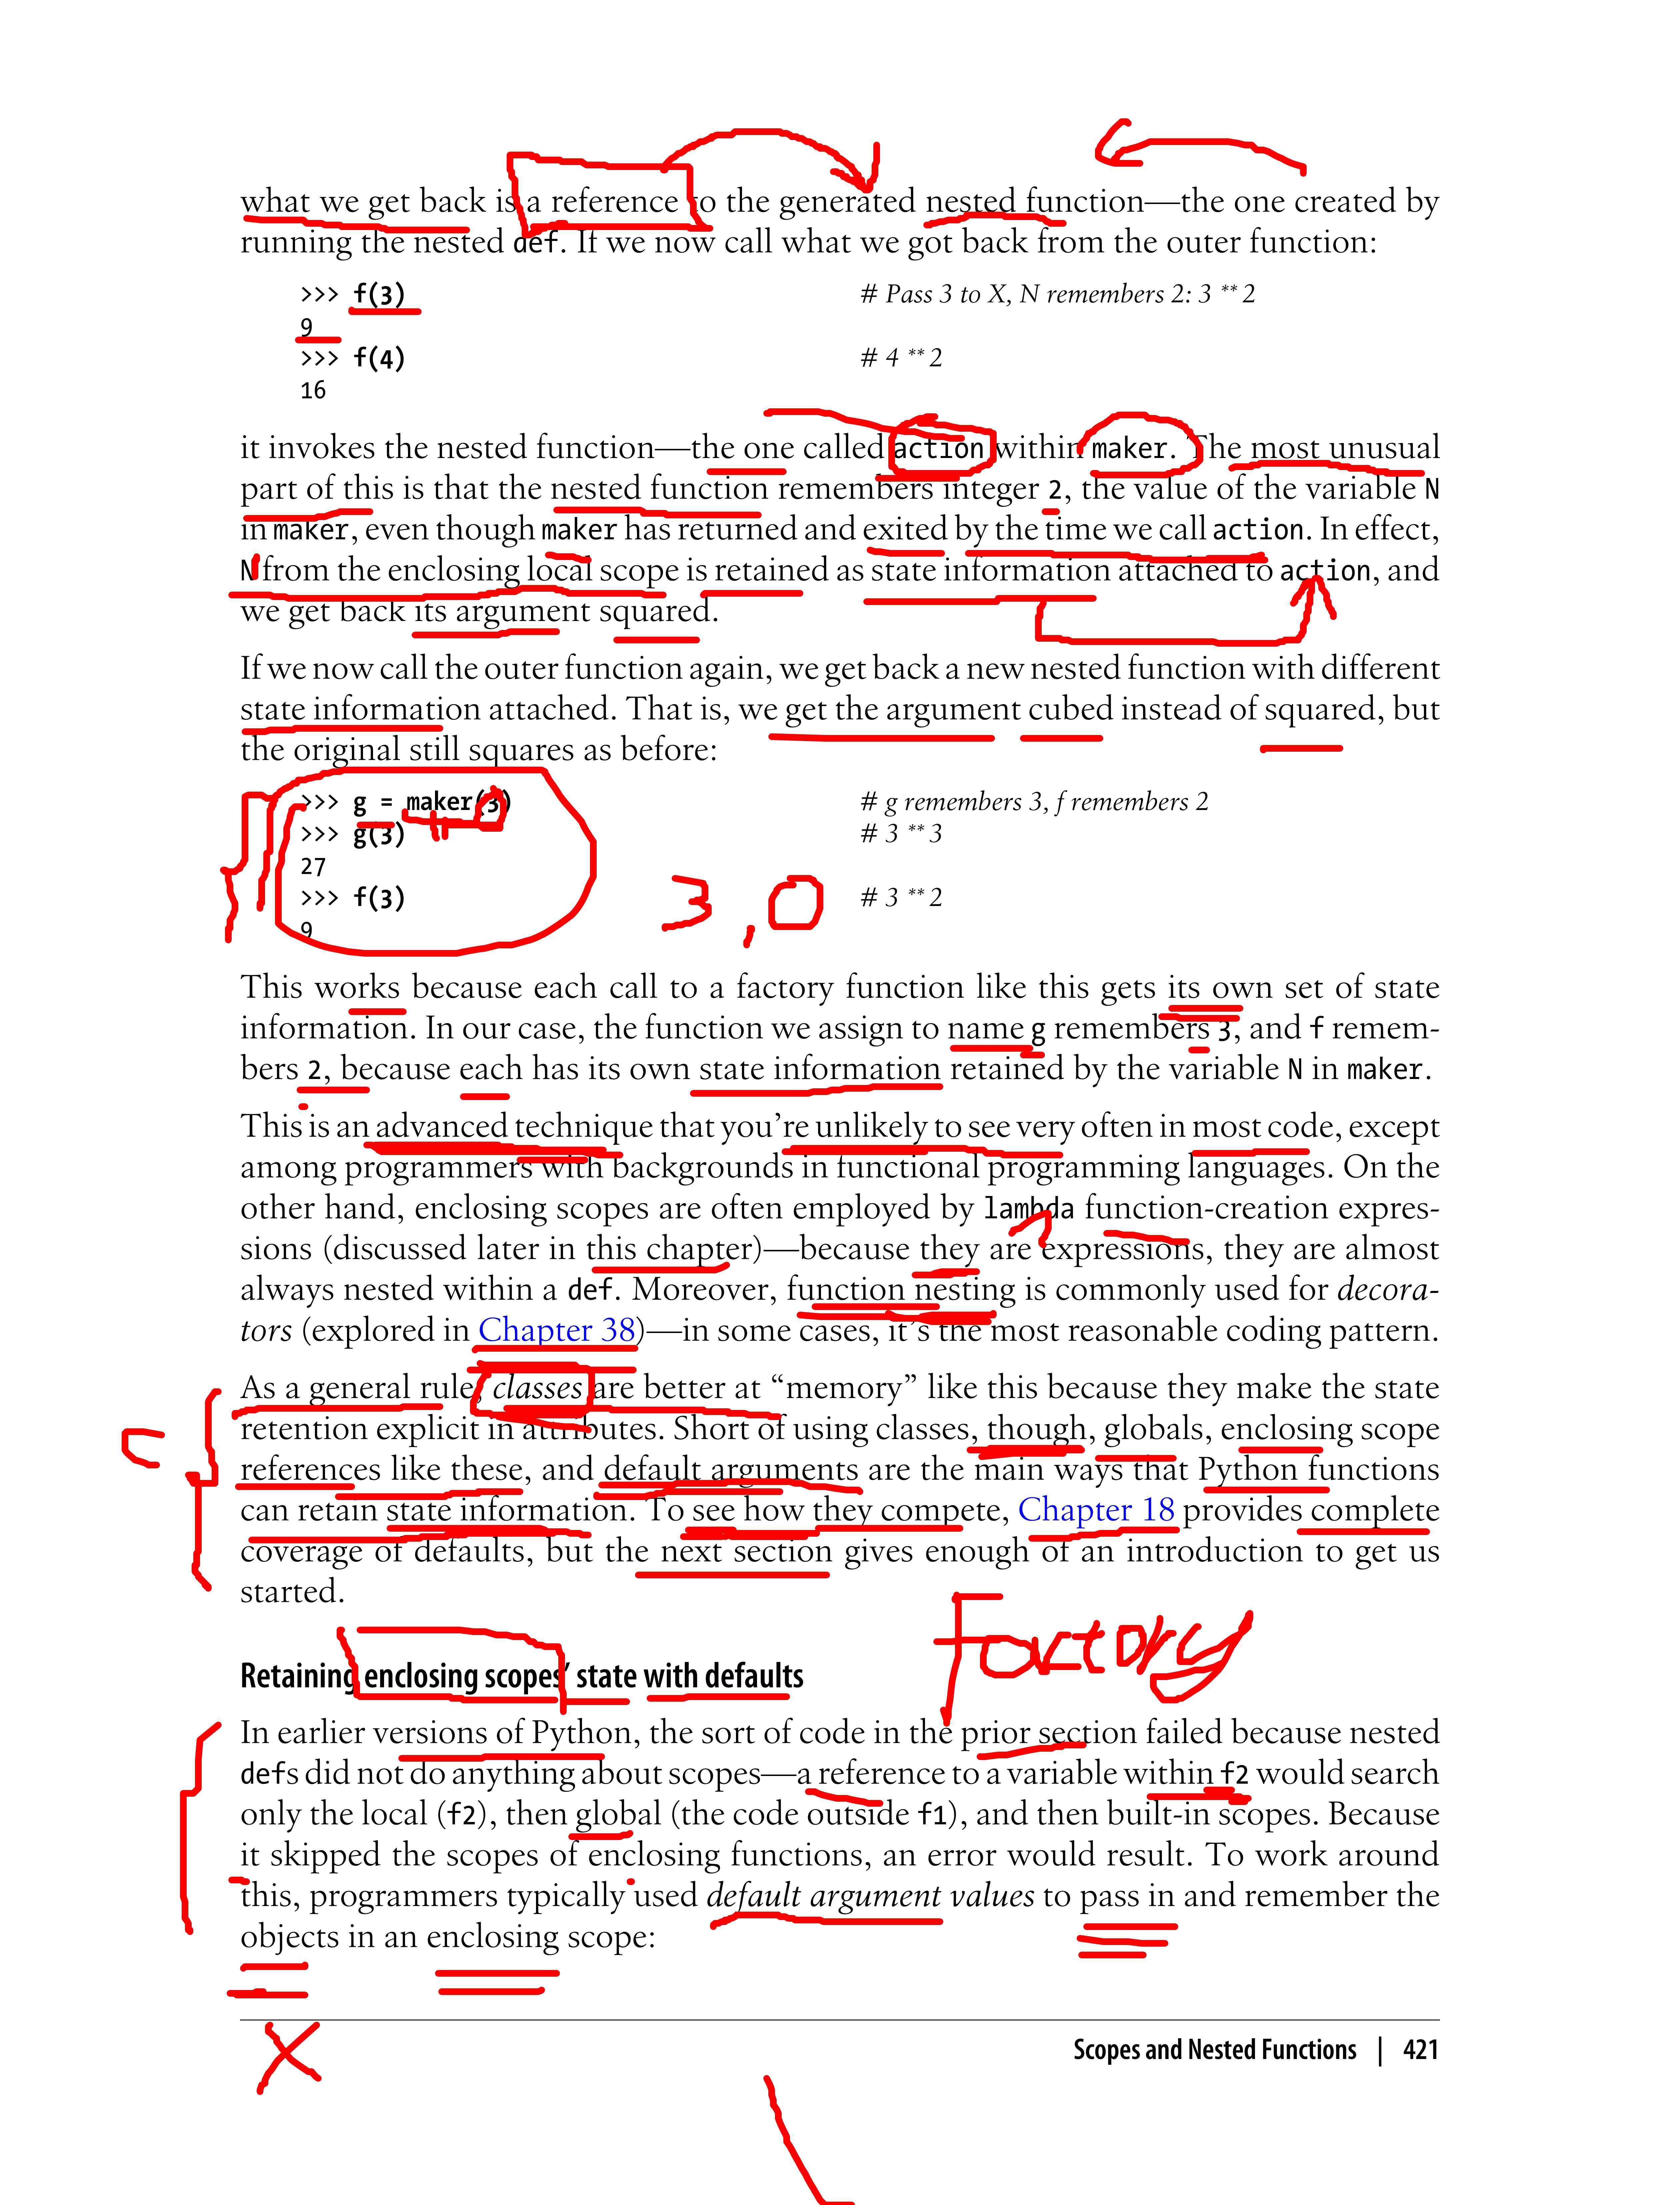 what we get back is a reference to the generated nested function—the one created by
running the nested def. If we now call what we got back from the outer function:
>>> f(3) # Pass 3 to X, N remembers 2: 3 ** 2
9
>>> f(4) # 4 ** 2
16
it invokes the nested function—the one called action within maker. The most unusual
part of this is that the nested function remembers integer 2, the value of the variable N
in maker, even though maker has returned and exited by the time we call action. In effect,
N from the enclosing local scope is retained as state information attached to action, and
we get back its argument squared.
If we now call the outer function again, we get back a new nested function with different
state information attached. That is, we get the argument cubed instead of squared, but
the original still squares as before:
>>> g = maker(3) # g remembers 3, f remembers 2
>>> g(3) # 3 ** 3
27
>>> f(3) # 3 ** 2
9
3,0
This works because each call to a factory function like this gets its own set of state
information. In our case, the function we assign to name g remembers 3, and f remem-
bers 2, because each has its own state information retained by the variable N in maker.
This is an advanced technique that you’re unlikely to see very often in most code, except
among programmers with backgrounds in functional programming languages. On the
other hand, enclosing scopes are often employed by lambda function-creation expres-
sions (discussed later in this chapter)—because they are expressions, they are almost
always nested within a def. Moreover, function nesting is commonly used for decora-
tors (explored in Chapter 38)—in some cases, it’s the most reasonable coding pattern.
As a general rule, classes are better at “memory” like this because they make the state
retention explicit in attributes. Short of using classes, though, globals, enclosing scope
references like these, and default arguments are the main ways that Python functions
can retain state information. To see how they compete, Chapter 18 provides complete
coverage of defaults, but the next section gives enough of an introduction to get us
started.
Factory
Retaining enclosing scopes’ state with defaults
In earlier versions of Python, the sort of code in the prior section failed because nested
defs did not do anything about scopes—a reference to a variable within f2 would search
only the local (f2), then global (the code outside f1), and then built-in scopes. Because
it skipped the scopes of enclosing functions, an error would result. To work around
this, programmers typically used default argument values to pass in and remember the
objects in an enclosing scope:
Scopes and Nested Functions | 421